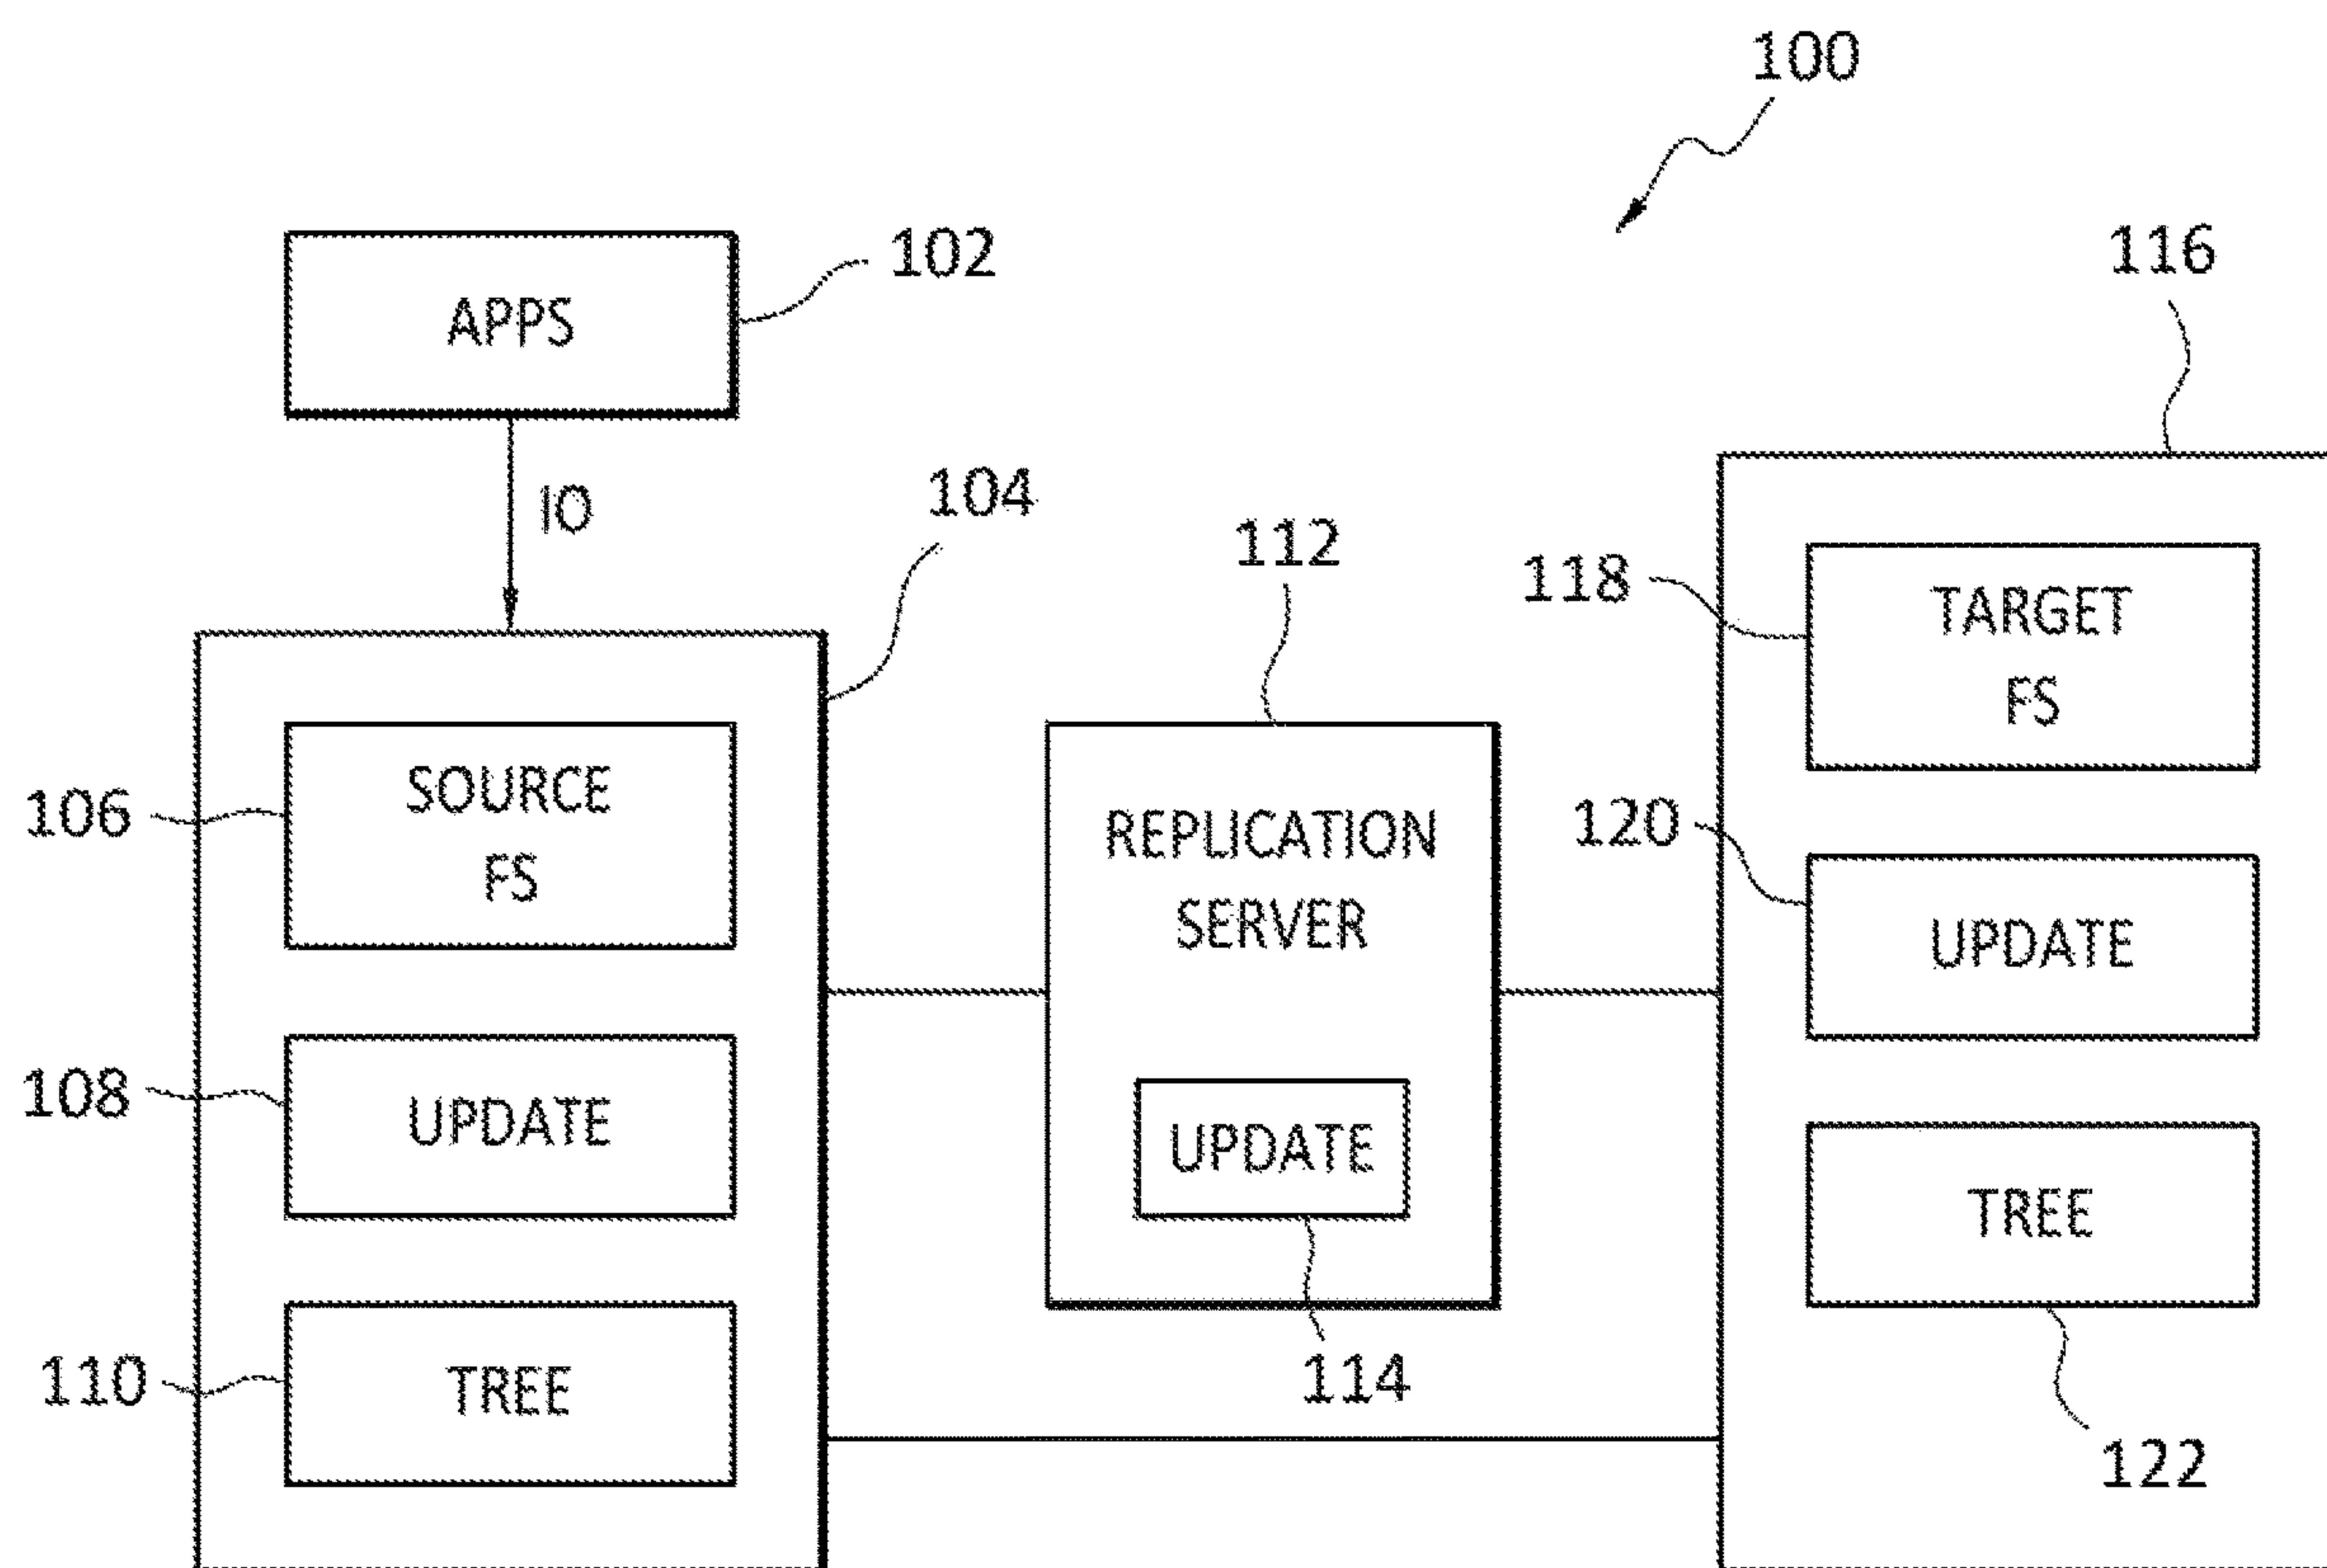 100
102
APPS
116
IO
104
112
118
TARGET
FS
106
SOURCE
FS
REPLICATION
SERVER
120
UPDATE
108
UPDATE
UPDATE
TREE
110
TREE
114
122